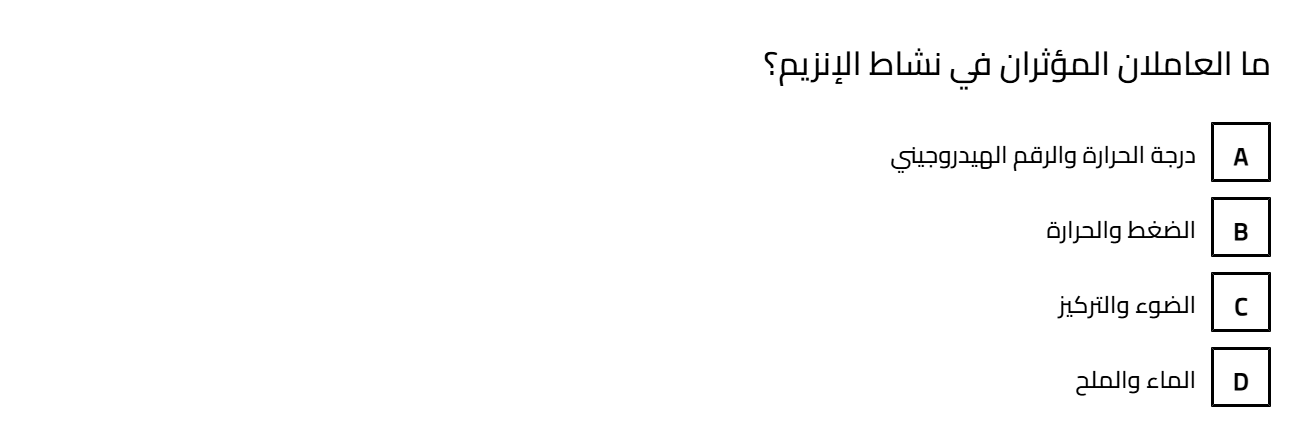 ما العاملان المؤثران في نشاط الإنزيم؟
A درجة الحرارة والرقم الهيدروجيني
B الضغط والحرارة
C الضوء والتركيز
D الماء والملح